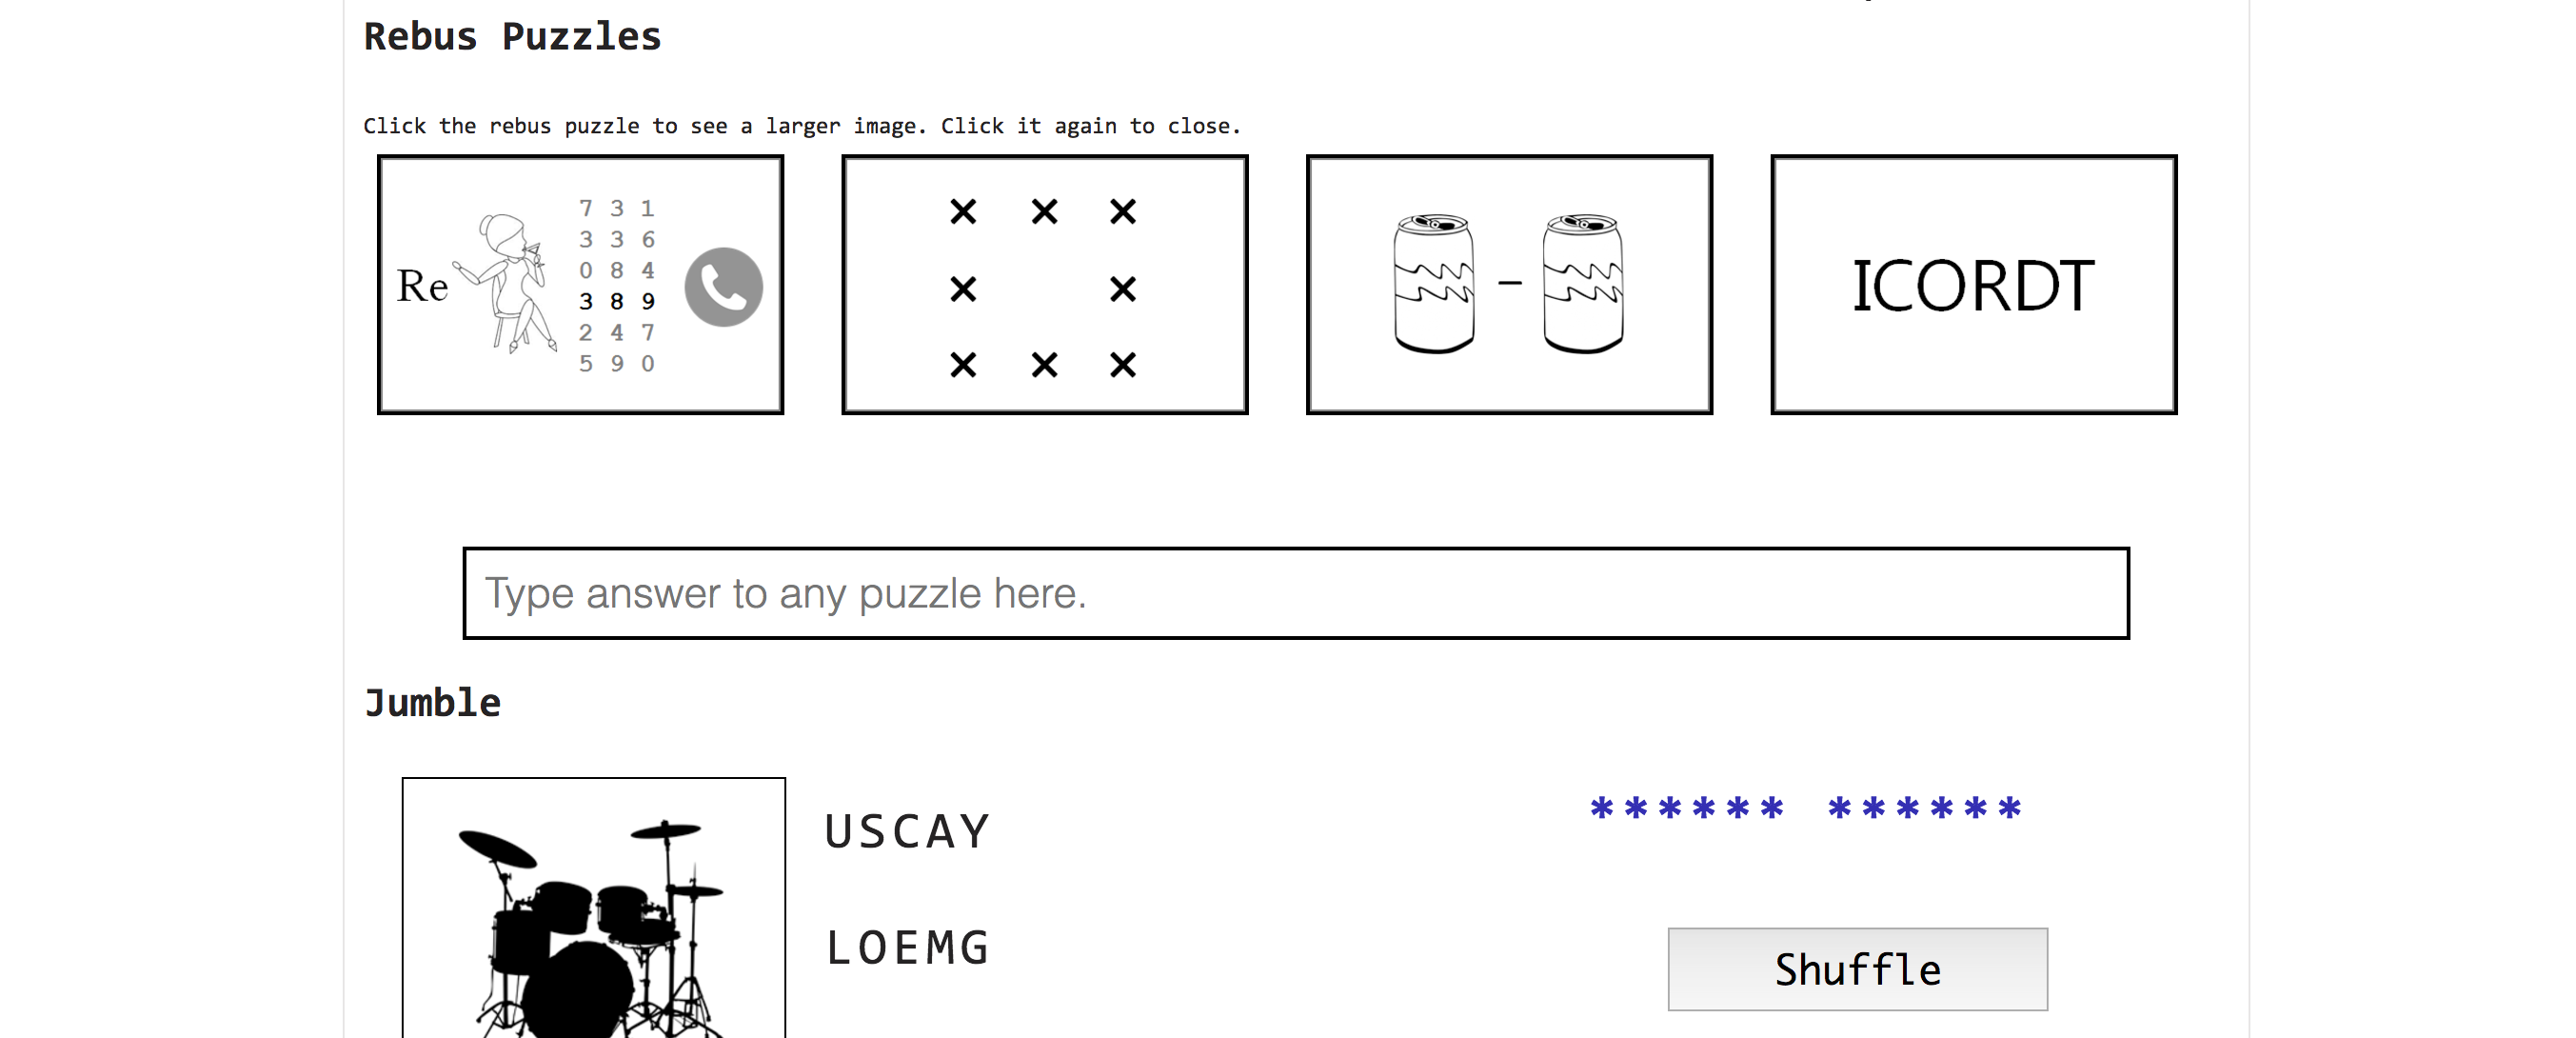 Rebus Puzzles
Click the rebus puzzle to see a larger image. Click it again to close.
Re
7 3 1
3 3 6
0 8 4
3 8 9
2 4 7
5 9 0
× × ×
× ×
× × ×
–
ICORDT
Type answer to any puzzle here.
Jumble
USCAY
LOEMG
****** ******
Shuffle